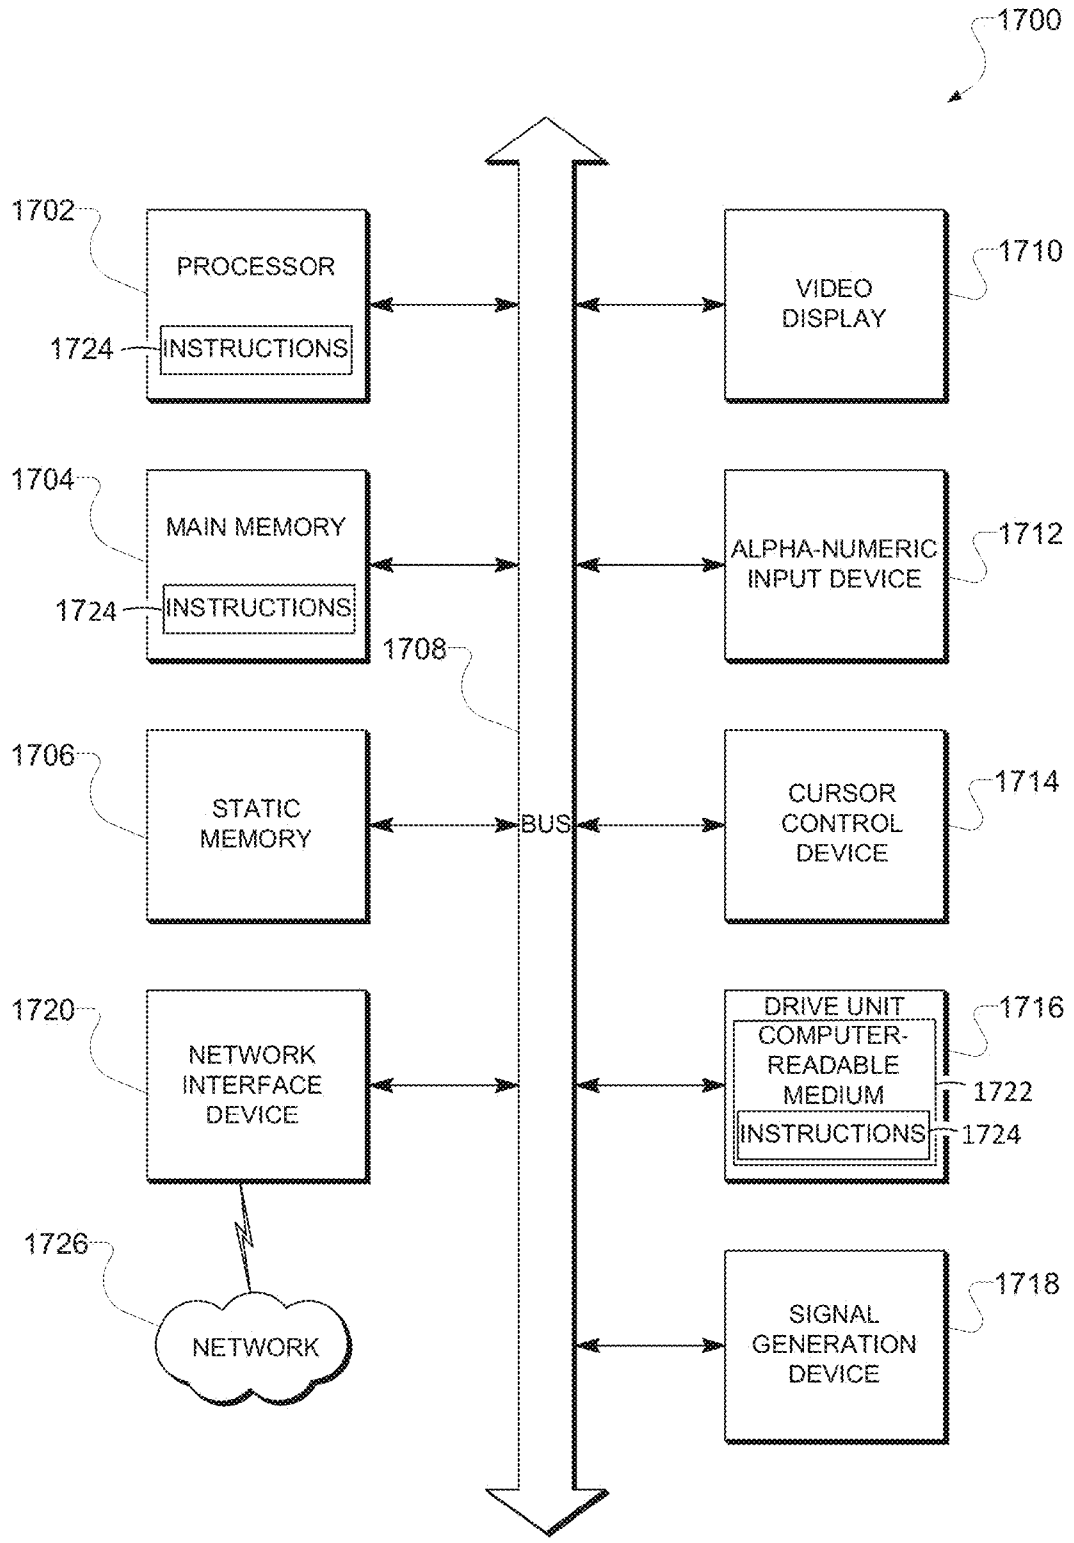 1700
1702
PROCESSOR
1724
INSTRUCTIONS
1704
MAIN MEMORY
1724
INSTRUCTIONS
1706
STATIC
MEMORY
1720
NETWORK
INTERFACE
DEVICE
1726
NETWORK
1708
BUS
1710
VIDEO
DISPLAY
1712
ALPHA-NUMERIC
INPUT DEVICE
1714
CURSOR
CONTROL
DEVICE
1716
DRIVE UNIT
COMPUTER-
READABLE
MEDIUM
1722
INSTRUCTIONS
1724
1718
SIGNAL
GENERATION
DEVICE